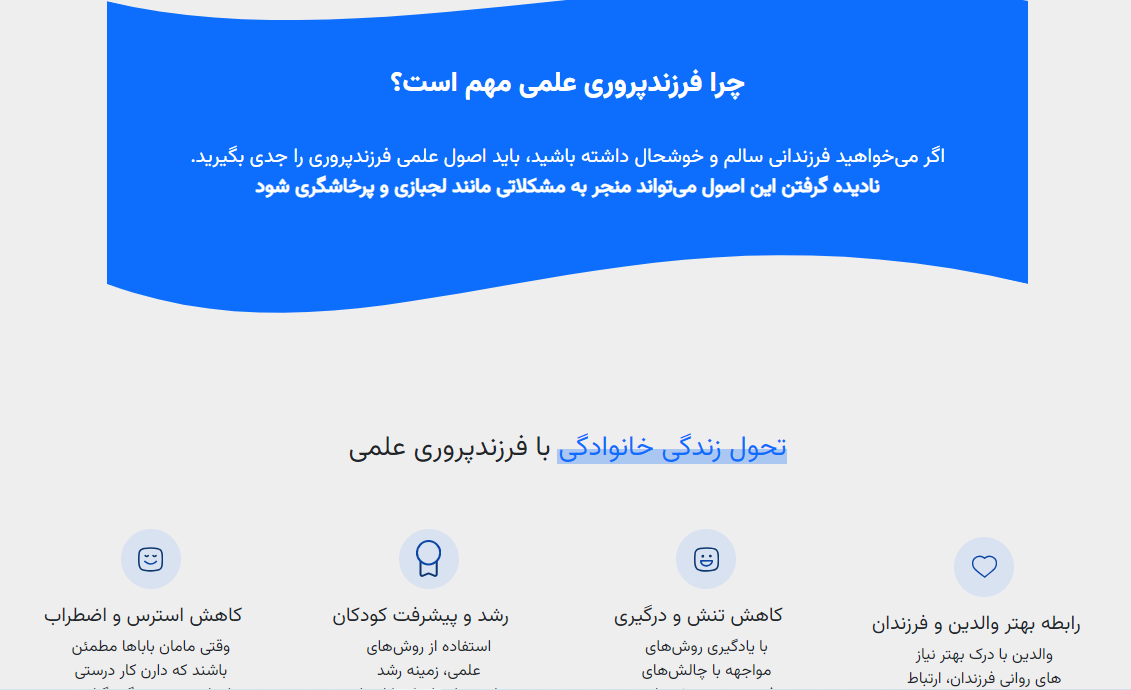 چرا فرزندپروری علمی مهم است؟
اگر می‌خواهید فرزندانی سالم و خوشحال داشته باشید، باید اصول علمی فرزندپروری را جدی بگیرید.
نادیده گرفتن این اصول می‌تواند منجر به مشکلاتی مانند لجبازی و پرخاشگری شود
تحول زندگی خانوادگی با فرزندپروری علمی
رابطه بهتر والدین و فرزندان
والدین با درک بهتر نیاز
های روانی فرزندان، ارتباط
کاهش تنش و درگیری
با یادگیری روش‌های
مواجهه با چالش‌های
رشد و پیشرفت کودکان
استفاده از روش‌های
علمی، زمینه رشد
کاهش استرس و اضطراب
وقتی مامان باباها مطمئن
باشند که دارن کار درستی